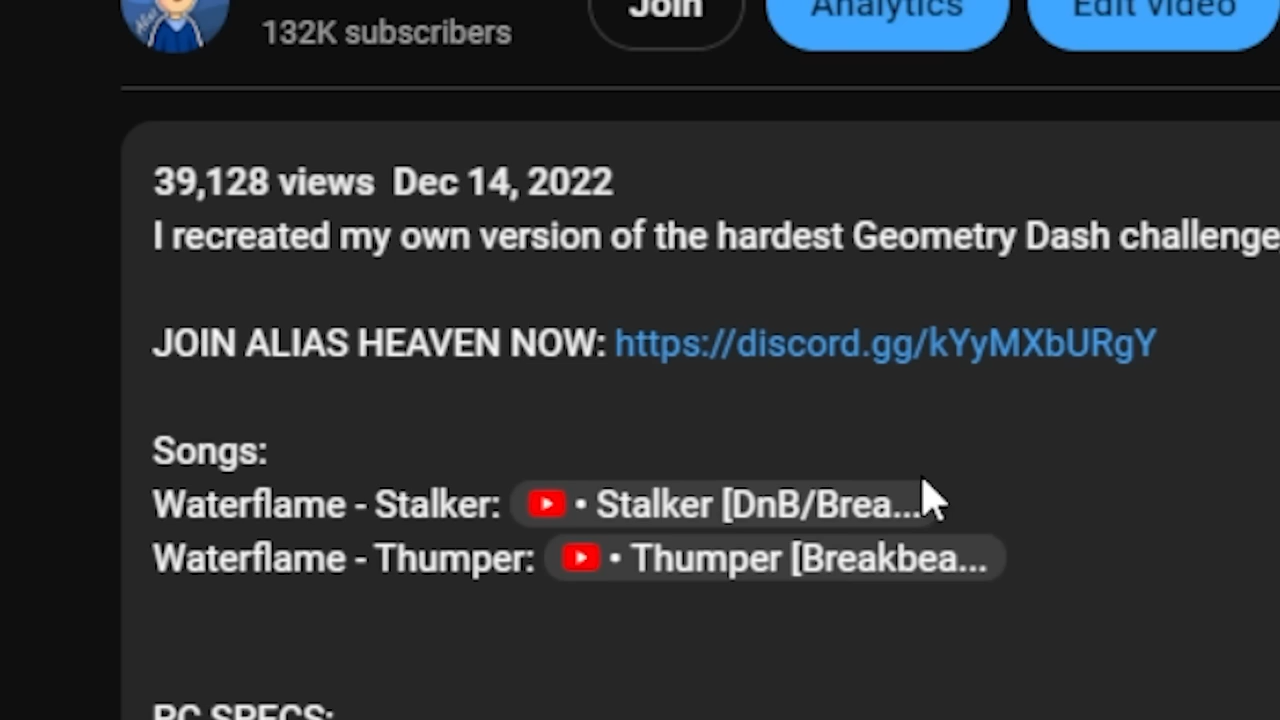 132K subscribers
Join
Analytics
Edit video
39,128 views Dec 14, 2022
I recreated my own version of the hardest Geometry Dash challenge
JOIN ALIAS HEAVEN NOW: https://discord.gg/kYyMXbURgY
Songs:
Waterflame - Stalker: • Stalker [DnB/Brea...
Waterflame - Thumper: • Thumper [Breakbea...
PC SPECS: